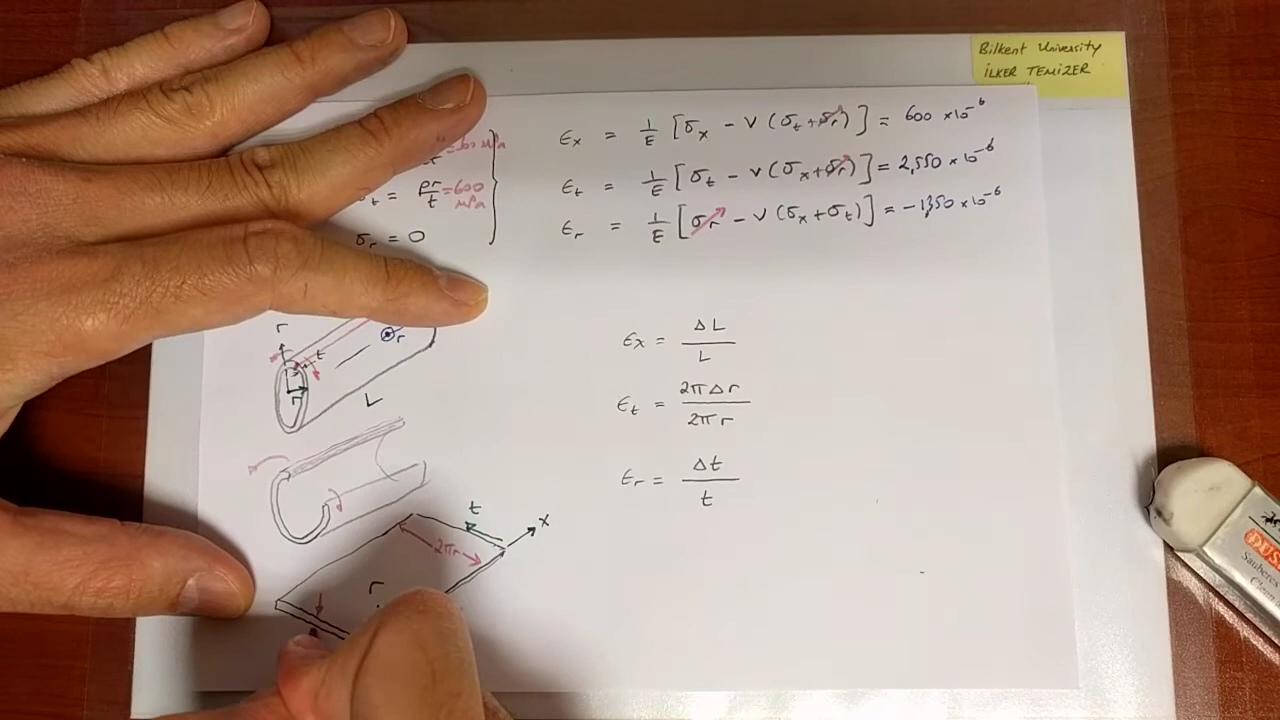 Bilkent University
İLKER TEMİZER
ϵx = 1/E [σx − ν (σt + σr)] = 600 × 10^-6
ϵt = 1/E [σt − ν (σx + σr)] = 2,550 × 10^-6
ϵr = 1/E [σr − ν (σx + σt)] = −1,350 × 10^-6
σt = pr/t = 600 MPa
σr = 0
r
t
r
r
L
ϵx = ΔL / L
ϵt = 2πΔr / 2πr
ϵr = Δt / t
t
x
2πr
r